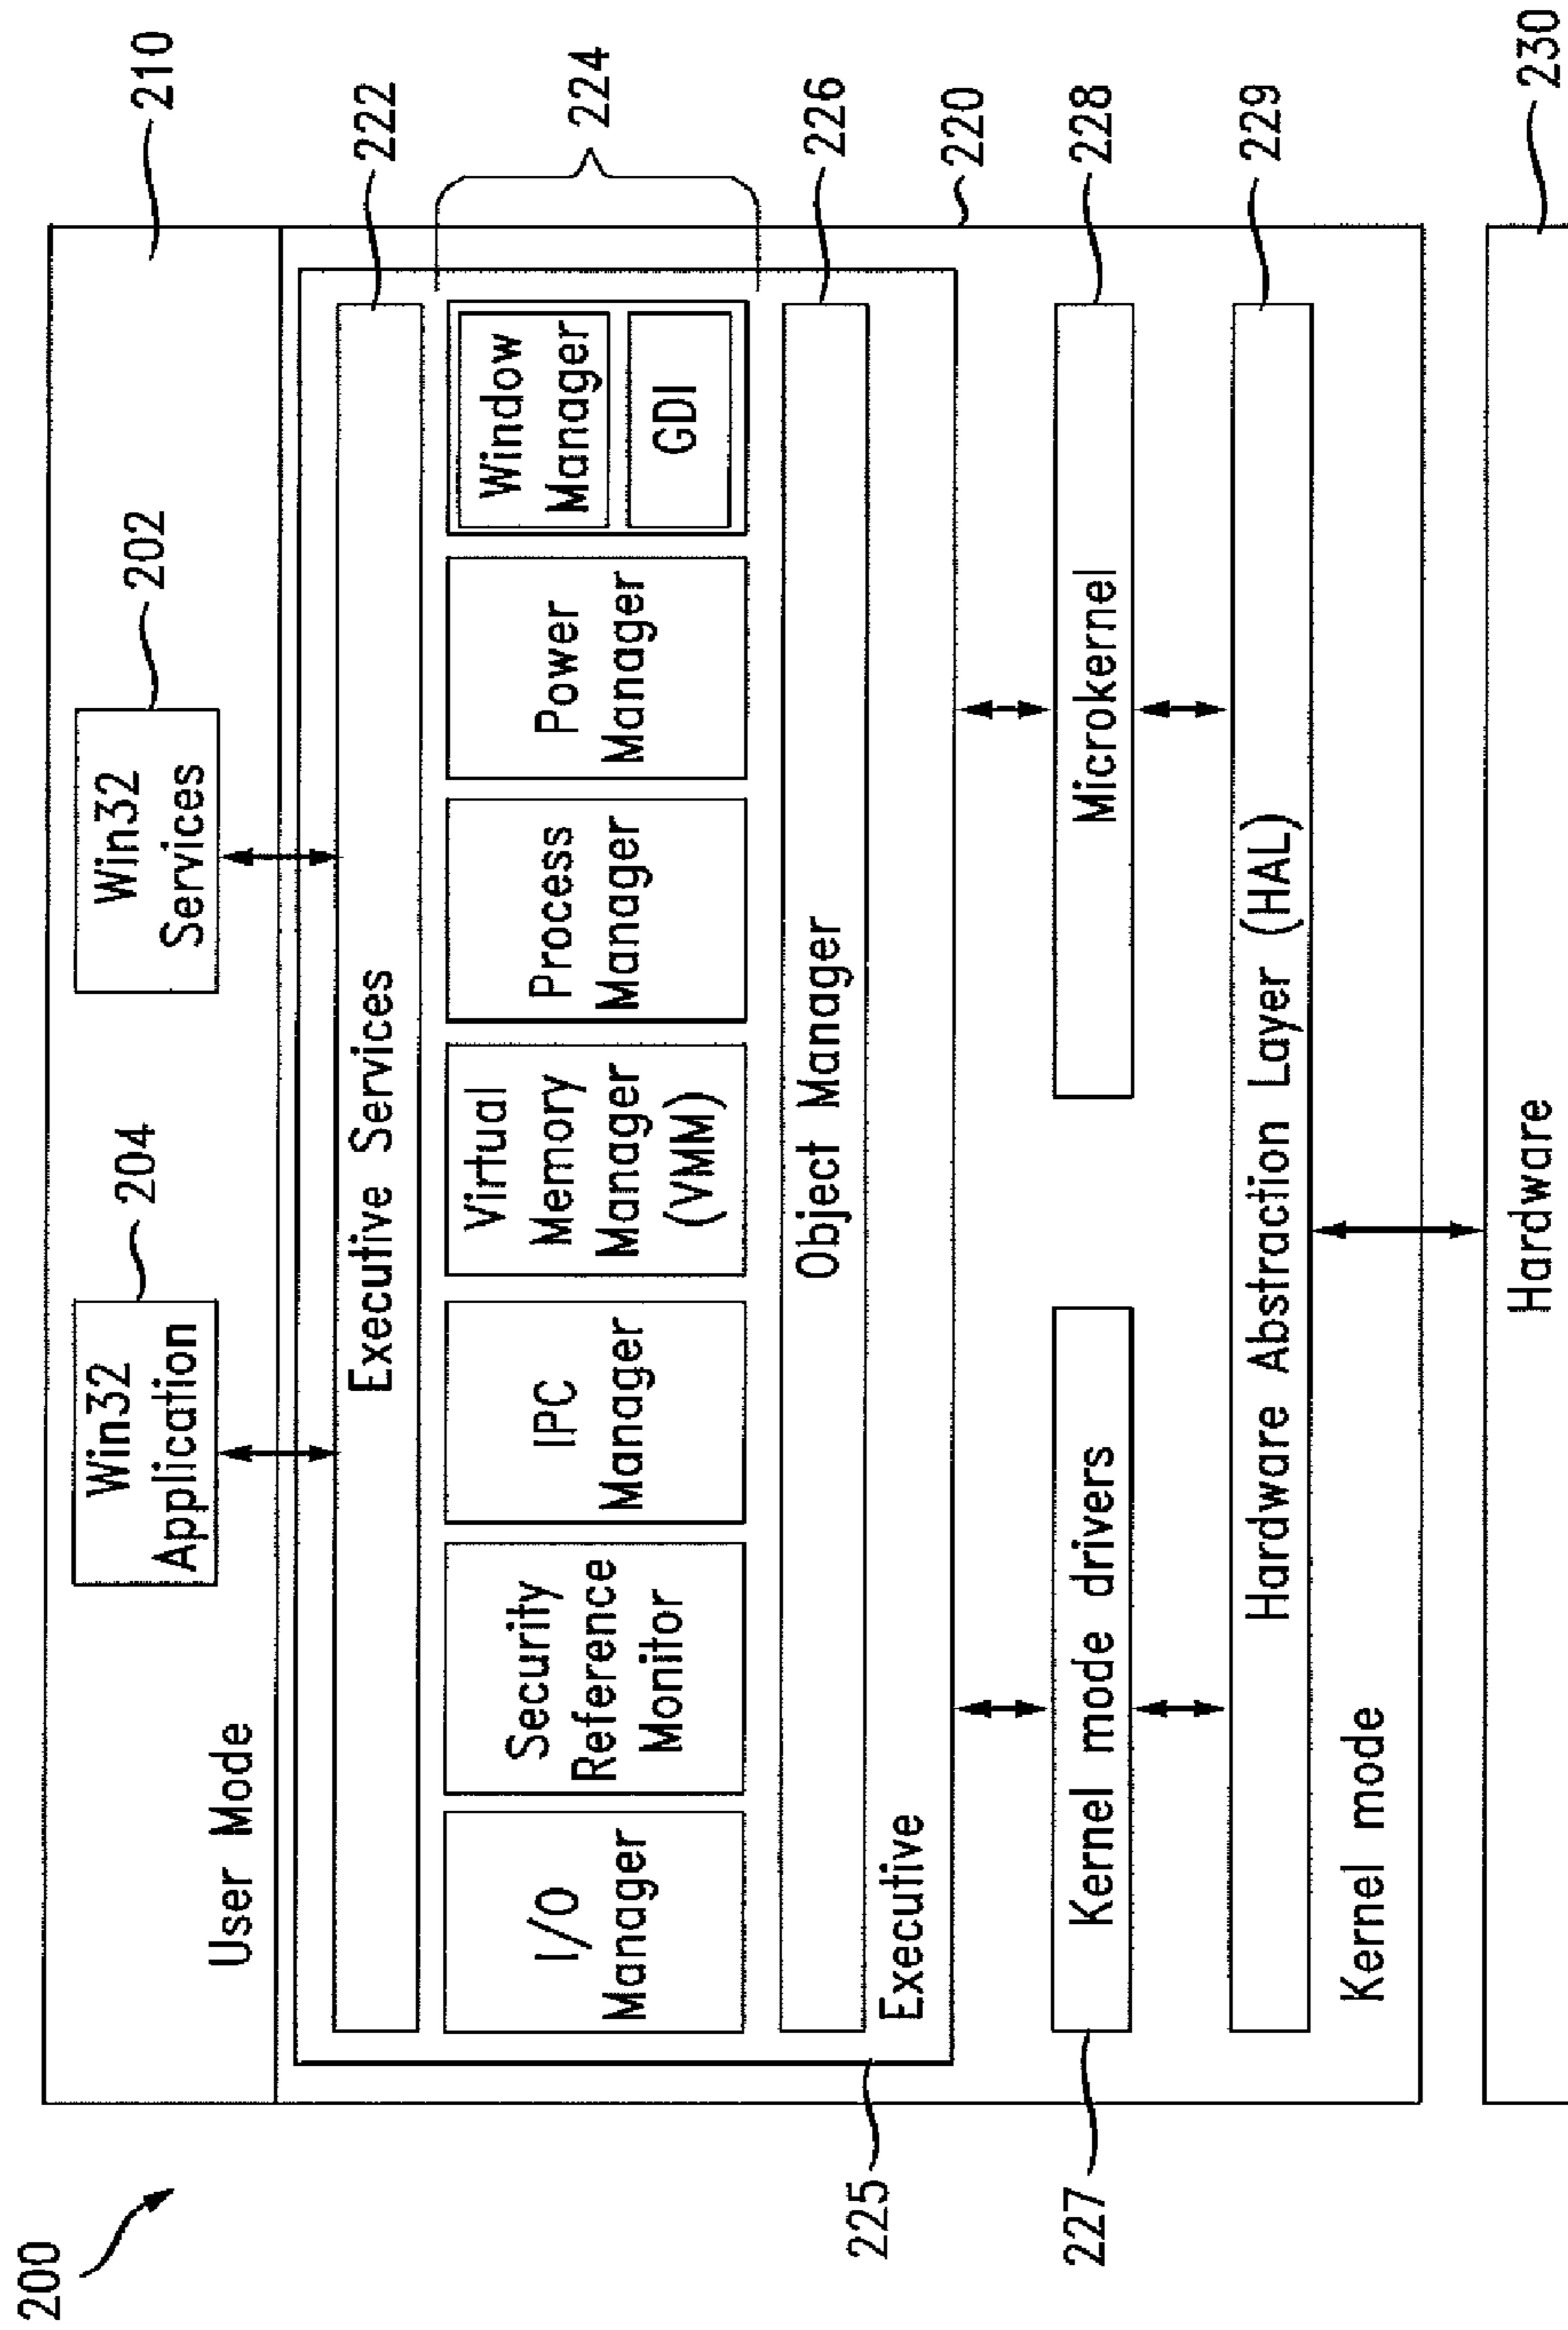 200
210
User Mode
Win32
Application
204
Win32
Services
202
222
Executive Services
224
I/O
Manager
Security
Reference
Monitor
IPC
Manager
Virtual
Memory
Manager
(VMM)
Process
Manager
Power
Manager
Window
Manager
GDI
Object Manager
226
Executive
225
220
Kernel mode drivers
227
Microkernel
228
Hardware Abstraction Layer (HAL)
229
Kernel mode
Hardware
230